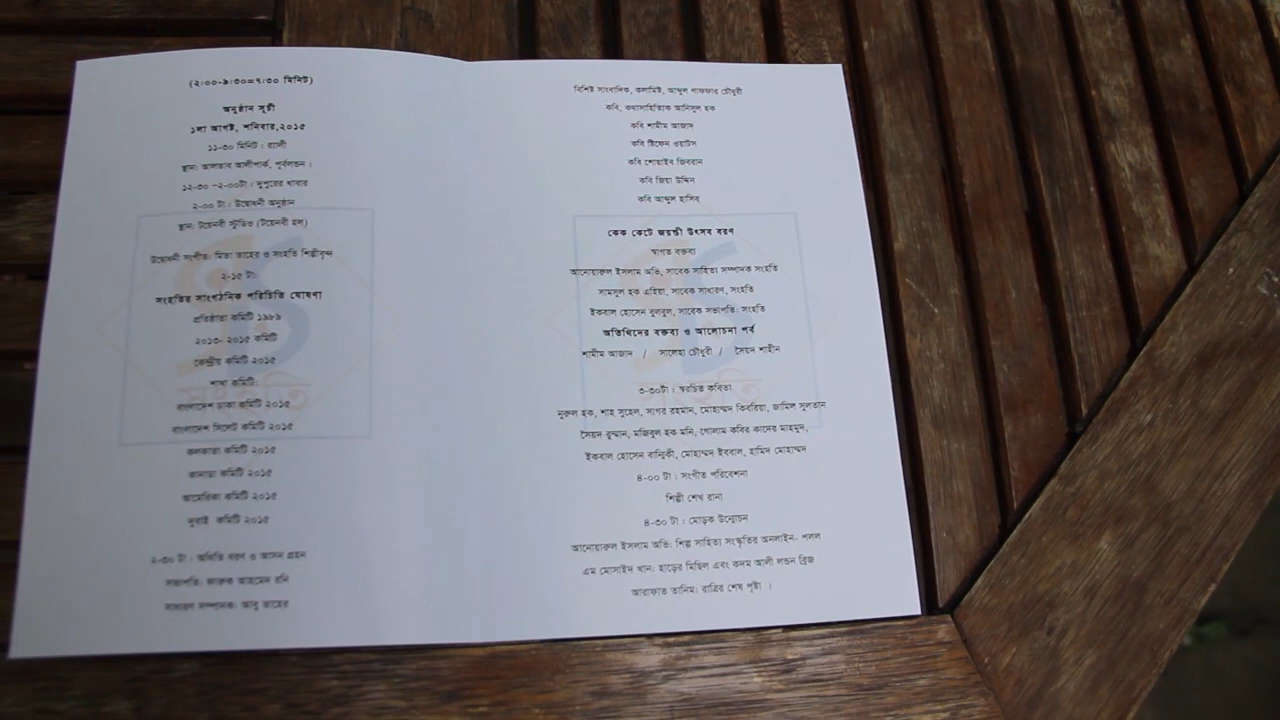 (২:০০-৯:৩০=৭:৩০ মিনিট)
অনুষ্ঠান সূচী
১লা আগষ্ট, শনিবার,২০১৫
১১-৩০ মিনিট : র‍্যালী
স্থান: আলতাব আলীপার্ক, পূর্বলন্ডন ।
১২-৩০ -২-০০টা : দুপুরের খাবার
২-০০ টা : উদ্বোধনী অনুষ্ঠান
স্থান: টয়েনবী স্টুডিও (টয়েনবী হল)
উদ্বোধনী সংগীত: মিতা তাহের ও সংহতি শিল্পীবৃন্দ
২-১৫ টা:
সংহতির সাংগঠনিক পরিচিতি ঘোষণা
প্রতিষ্ঠাতা কমিটি ১৯৮৯
২০১৩- ২০১৫ কমিটি
কেন্দ্রীয় কমিটি ২০১৫
শাখা কমিটি:
বাংলাদেশ ঢাকা কমিটি ২০১৫
বাংলাদেশ সিলেট কমিটি ২০১৫
কলকাতা কমিটি ২০১৫
কানাডা কমিটি ২০১৫
আমেরিকা কমিটি ২০১৫
দুবাই কমিটি ২০১৫
২-৩০ টা : অথিতি বরণ ও আসন গ্রহন
সভাপতি: ফারুক আহমেদ রনি
সাধারণ সম্পাদক: আবু তাহের
বিশিষ্ট সাংবাদিক, কলামিষ্ট, আব্দুল গাফফার চৌধুরী
কবি, কথাসাহিত্যিক আনিসুল হক
কবি শামীম আজাদ
কবি ষ্টিফেন ওয়াটস
কবি শোয়াইব জিবরান
কবি জিয়া উদ্দিন
কবি আব্দুল হাসিব
কেক কেটে জয়ন্তী উৎসব বরণ
স্বাগত বক্তব্য
আনোয়ারুল ইসলাম অভি, সাবেক সাহিত্য সম্পাদক সংহতি
সামসুল হক এহিয়া, সাবেক সাধারণ, সংহতি
ইকবাল হোসেন বুলবুল, সাবেক সভাপতি: সংহতি
অতিথিদের বক্তব্য ও আলোচনা পর্ব
শামীম আজাদ / সালেহা চৌধুরী / সৈয়দ শাহীন
৩-৩০টা : স্বরচিত কবিতা
নুরুল হক, শাহ সুহেল, সাগর রহমান, মোহাম্মদ কিবরিয়া, জামিল সুলতান
সৈয়দ রুম্মান, মজিবুল হক মনি, গোলাম কবির কাদের মাহমুদ,
ইকবাল হোসেন বাল্মিকী, মোহাম্মদ ইকবাল, হামিদ মোহাম্মদ
৪-০০ টা : সংগীত পরিবেশনা
শিল্পী শেখ রানা
৪-৩০ টা : মোড়ক উন্মোচন
আনোয়ারুল ইসলাম অভি: শিল্প সাহিত্য সংস্কৃতির অনলাইন- পলল
এম মোসাইদ খান: হাড়ের মিছিল এবং কদম আলী লন্ডন ব্রিজ
আরাফাত তানিম: রাত্রির শেষ পৃষ্টা ।